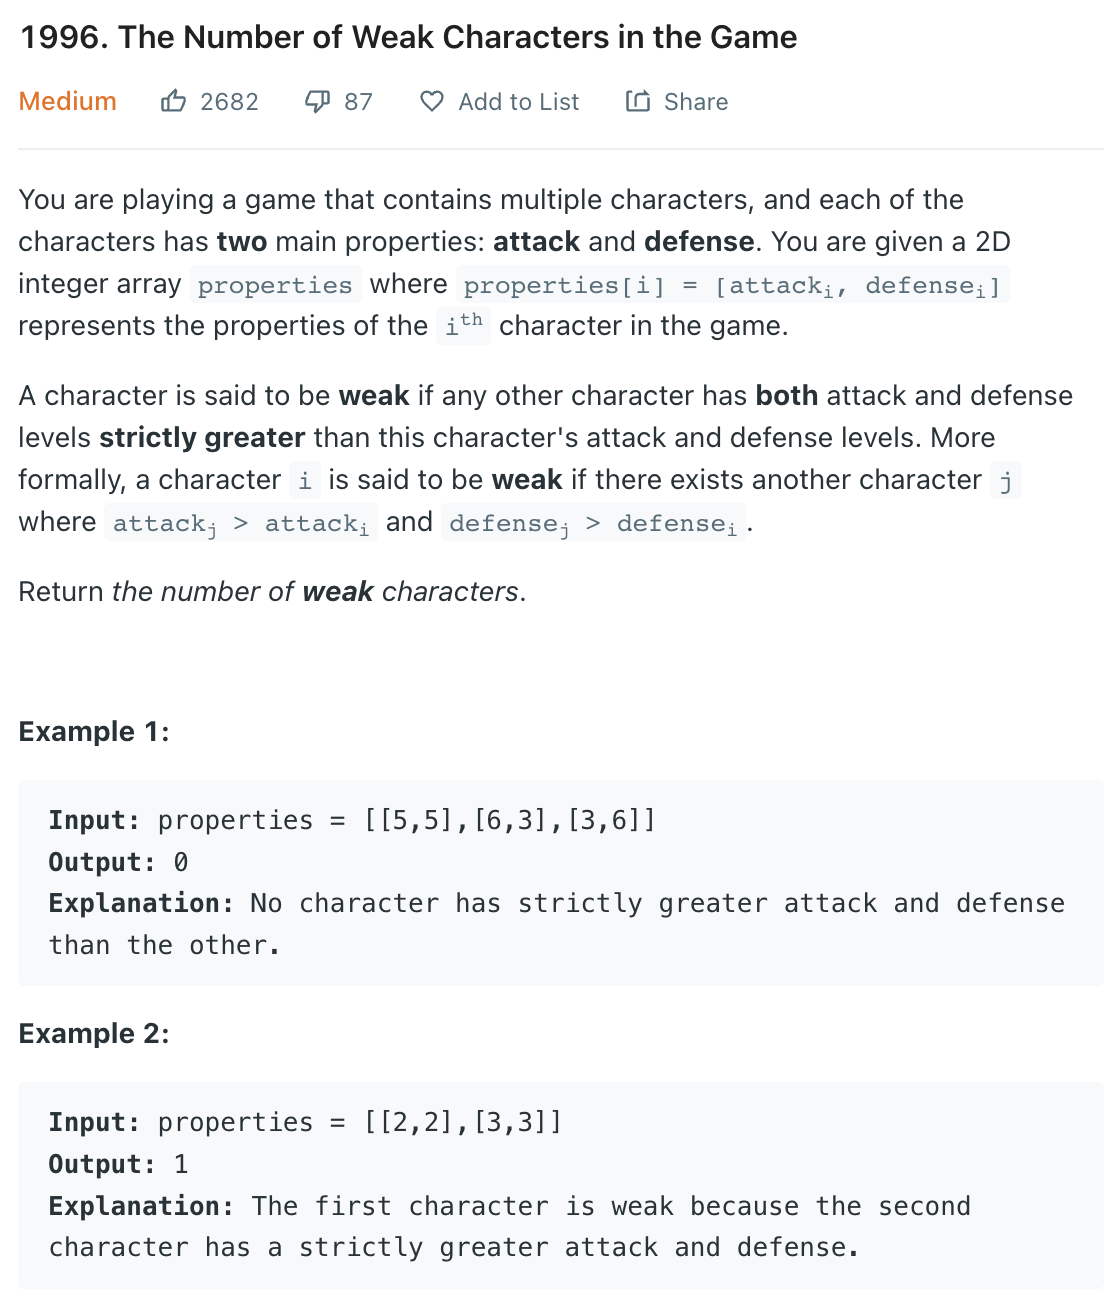 1996. The Number of Weak Characters in the Game
Medium 2682 87 Add to List Share
You are playing a game that contains multiple characters, and each of the
characters has two main properties: attack and defense. You are given a 2D
integer array properties where properties[i] = [attackᵢ, defenseᵢ]
represents the properties of the iᵗʰ character in the game.
A character is said to be weak if any other character has both attack and defense
levels strictly greater than this character's attack and defense levels. More
formally, a character i is said to be weak if there exists another character j
where attackⱼ > attackᵢ and defenseⱼ > defenseᵢ.
Return the number of weak characters.
Example 1:
Input: properties = [[5,5],[6,3],[3,6]]
Output: 0
Explanation: No character has strictly greater attack and defense
than the other.
Example 2:
Input: properties = [[2,2],[3,3]]
Output: 1
Explanation: The first character is weak because the second
character has a strictly greater attack and defense.